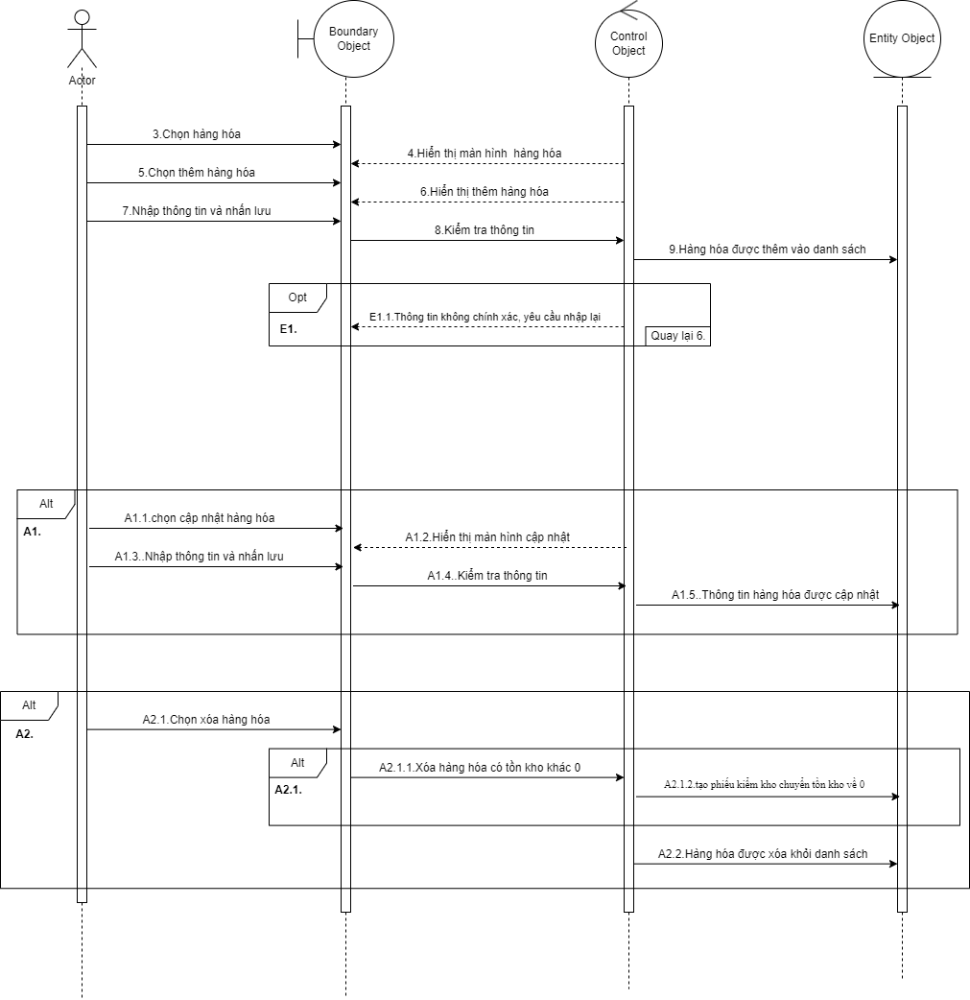 Boundary
Object
Control
Object
Entity Object
Actor
3.Chọn hàng hóa
4.Hiển thị màn hình  hàng hóa
5.Chọn thêm hàng hóa
6.Hiển thị thêm hàng hóa
7.Nhập thông tin và nhấn lưu
8.Kiểm tra thông tin
9.Hàng hóa được thêm vào danh sách
Opt
E1.1.Thông tin không chính xác, yêu cầu nhập lại
E1.
Quay lại 6.
Alt
A1.
A1.1.chọn cập nhật hàng hóa
A1.2.Hiển thị màn hình cập nhật
A1.3..Nhập thông tin và nhấn lưu
A1.4..Kiểm tra thông tin
A1.5..Thông tin hàng hóa được cập nhật
Alt
A2.
A2.1.Chọn xóa hàng hóa
Alt
A2.1.
A2.1.1.Xóa hàng hóa có tồn kho khác 0
A2.1.2.tạo phiếu kiểm kho chuyển tồn kho về 0
A2.2.Hàng hóa được xóa khỏi danh sách